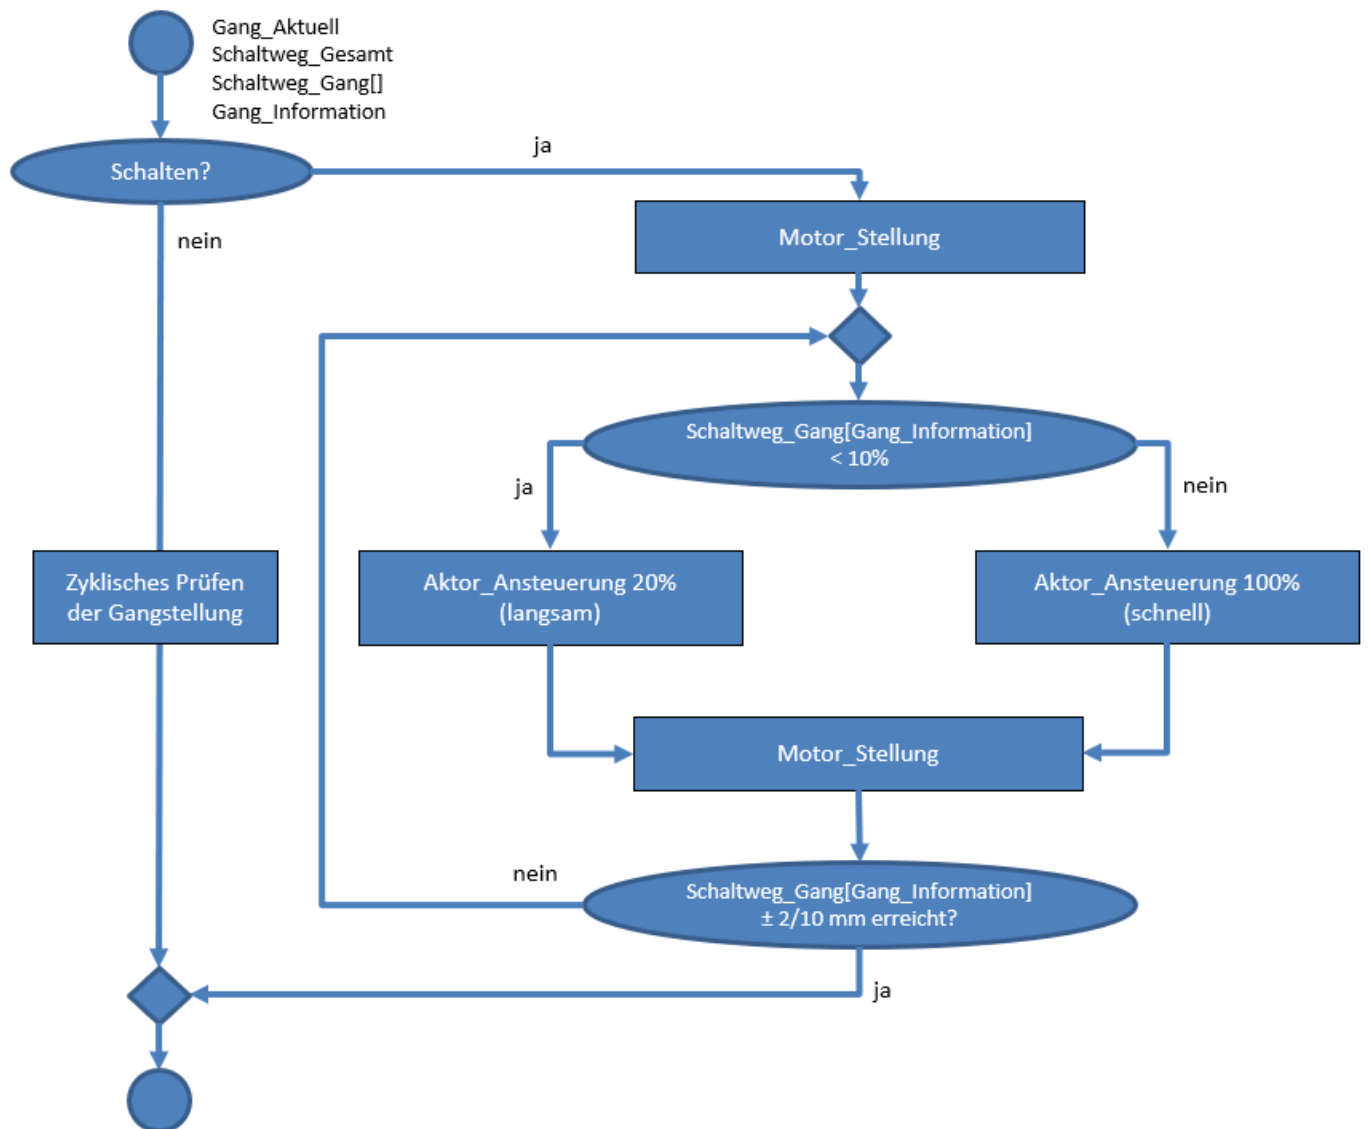 Gang_Aktuell
Schaltweg_Gesamt
Schaltweg_Gang[]
Gang_Information
Schalten?
ja
nein
Motor_Stellung
Schaltweg_Gang[Gang_Information]
< 10%
ja
nein
Zyklisches Prüfen
der Gangstellung
Aktor_Ansteuerung 20%
(langsam)
Aktor_Ansteuerung 100%
(schnell)
Motor_Stellung
nein
Schaltweg_Gang[Gang_Information]
± 2/10 mm erreicht?
ja